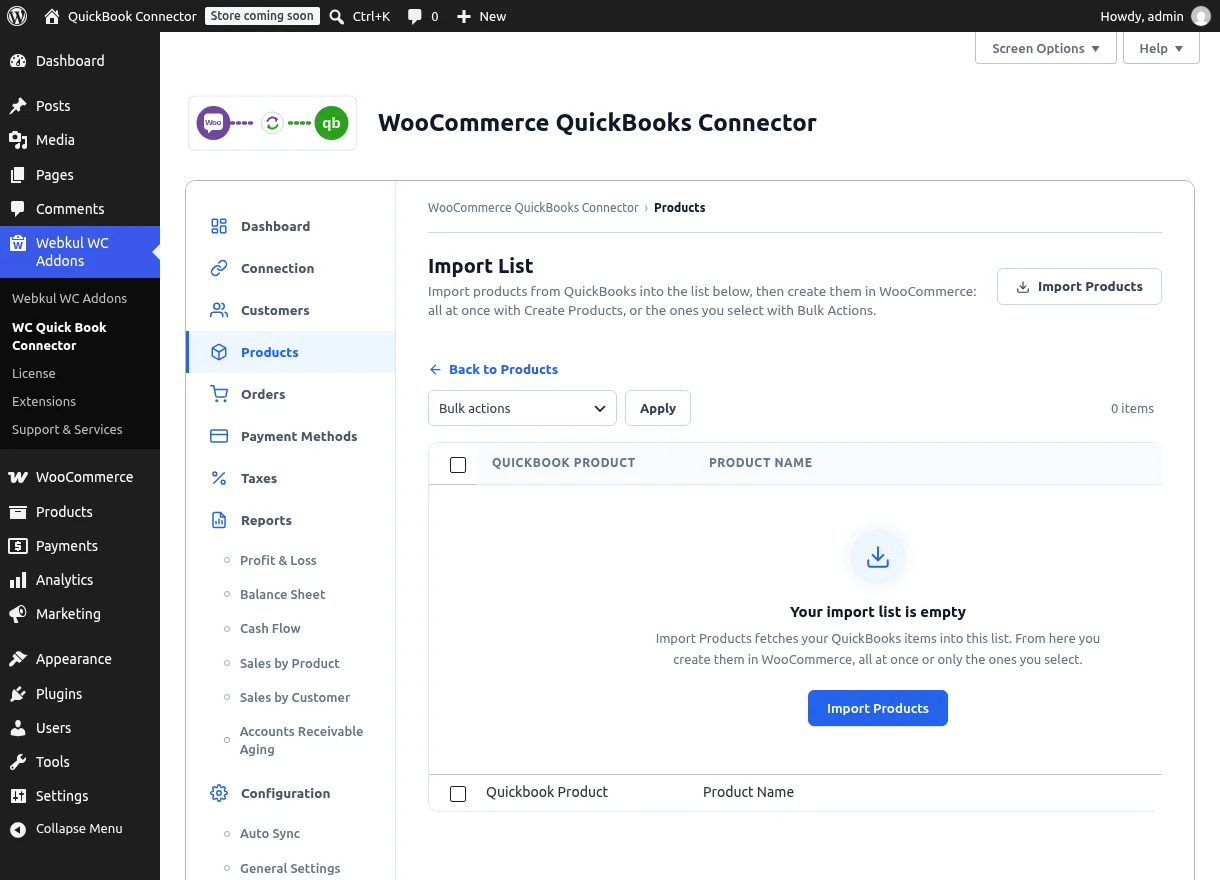 QuickBook Connector
Store coming soon
Ctrl+K
0
New
Howdy, admin
Dashboard
Posts
Media
Pages
Comments
Webkul WC
Addons
Webkul WC Addons
WC Quick Book
Connector
License
Extensions
Support & Services
WooCommerce
Products
Payments
Analytics
Marketing
Appearance
Plugins
Users
Tools
Settings
Collapse Menu
Screen Options
Help
Woo
qb
WooCommerce QuickBooks Connector
Dashboard
Connection
Customers
Products
Orders
Payment Methods
Taxes
Reports
Profit & Loss
Balance Sheet
Cash Flow
Sales by Product
Sales by Customer
Accounts Receivable
Aging
Configuration
Auto Sync
General Settings
WooCommerce QuickBooks Connector › Products
Import List
Import products from QuickBooks into the list below, then create them in WooCommerce:
all at once with Create Products, or the ones you select with Bulk Actions.
Import Products
Back to Products
Bulk actions
Apply
0 items
QUICKBOOK PRODUCT
PRODUCT NAME
Your import list is empty
Import Products fetches your QuickBooks items into this list. From here you
create them in WooCommerce, all at once or only the ones you select.
Import Products
Quickbook Product
Product Name